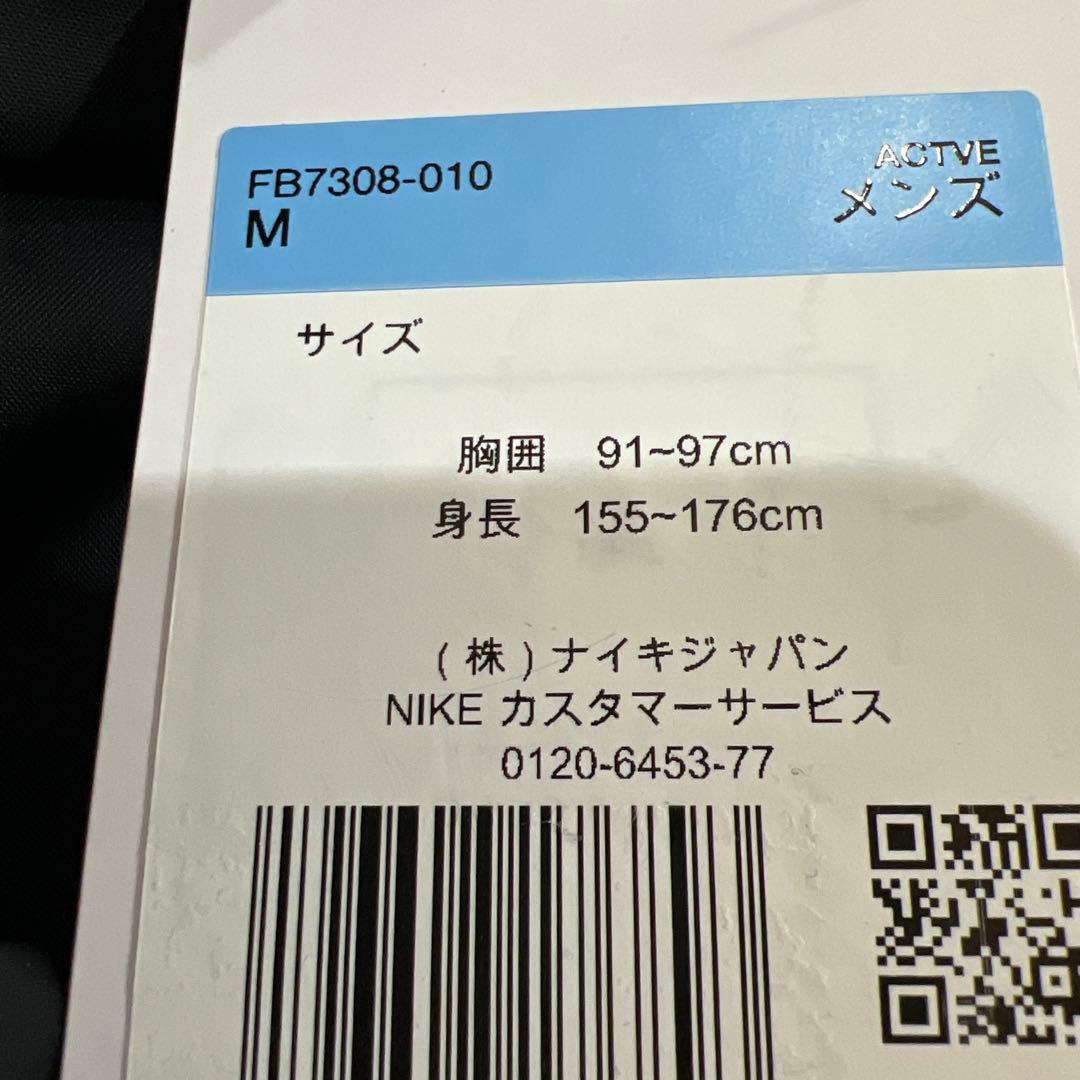 FB7308-010
M
ACTVE
メンズ
サイズ
胸囲 91~97cm
身長 155~176cm
(株)ナイキジャパン
NIKE カスタマーサービス
0120-6453-77